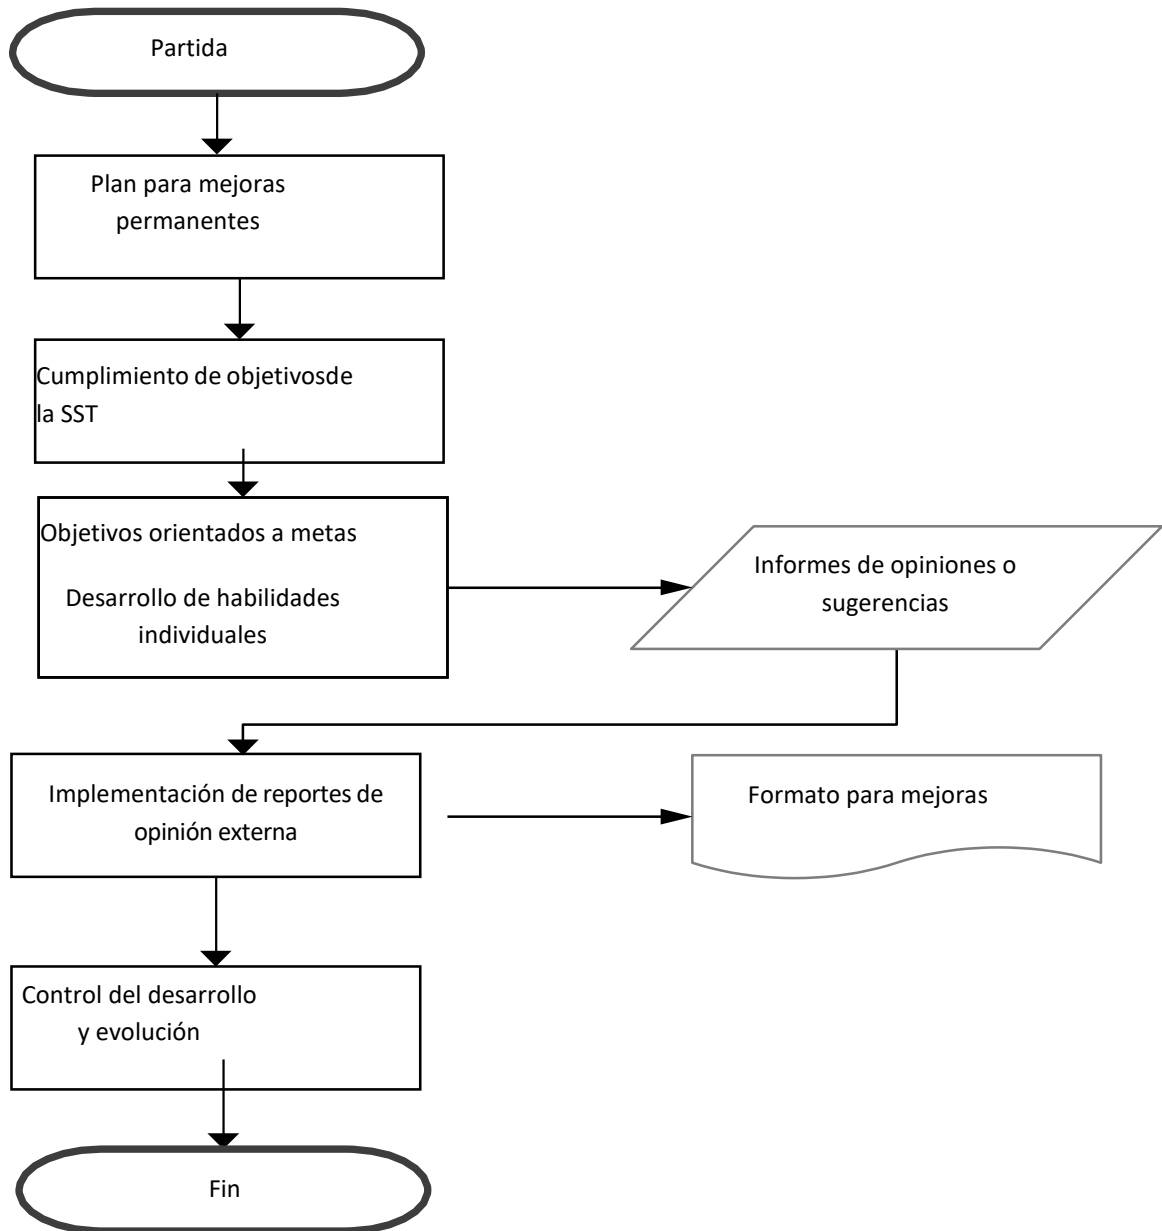 Partida
Plan para mejoras
permanentes
Cumplimiento de objetivosde
la SST
Objetivos orientados a metas
Desarrollo de habilidades
individuales
Informes de opiniones o
sugerencias
Implementación de reportes de
opinión externa
Formato para mejoras
Control del desarrollo
y evolución
Fin